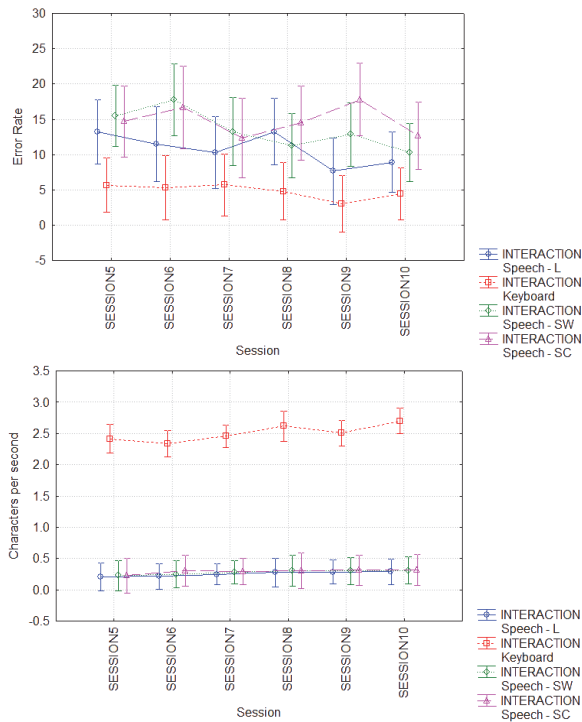 30
25
20
15
10
5
0
-5
Error Rate
SESSION5
SESSION6
SESSION7
SESSION8
SESSION9
SESSION10
Session
INTERACTION
Speech - L
INTERACTION
Keyboard
INTERACTION
Speech - SW
INTERACTION
Speech - SC
3.5
3.0
2.5
2.0
1.5
1.0
0.5
0.0
-0.5
Characters per second
SESSION5
SESSION6
SESSION7
SESSION8
SESSION9
SESSION10
Session
INTERACTION
Speech - L
INTERACTION
Keyboard
INTERACTION
Speech - SW
INTERACTION
Speech - SC